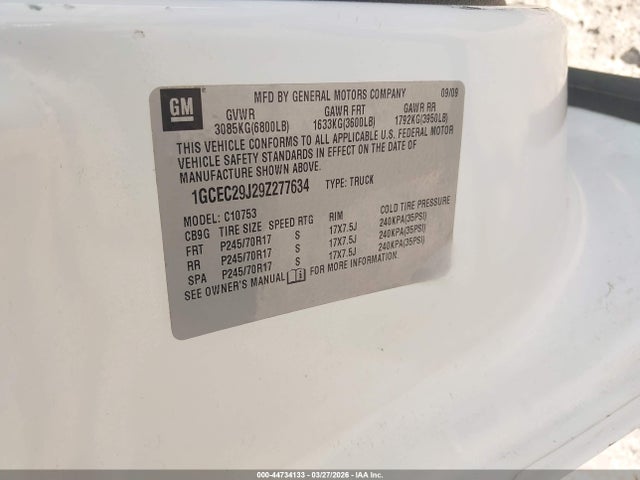 GM
MFD BY GENERAL MOTORS COMPANY 09/09
GVWR GAWR FRT GAWR RR
3085KG(6800LB) 1633KG(3600LB) 1792KG(3950LB)
THIS VEHICLE CONFORMS TO ALL APPLICABLE U.S. FEDERAL MOTOR
VEHICLE SAFETY STANDARDS IN EFFECT ON THE DATE OF
MANUFACTURE SHOWN ABOVE.
1GCEC29J29Z277634 TYPE: TRUCK
MODEL: C10753
CB9G TIRE SIZE SPEED RTG RIM COLD TIRE PRESSURE
FRT P245/70R17 S 17X7.5J 240KPA(35PSI)
RR P245/70R17 S 17X7.5J 240KPA(35PSI)
SPA P245/70R17 S 17X7.5J 240KPA(35PSI)
SEE OWNER'S MANUAL FOR MORE INFORMATION.
000-44734133 - 03/27/2026 - IAA Inc.